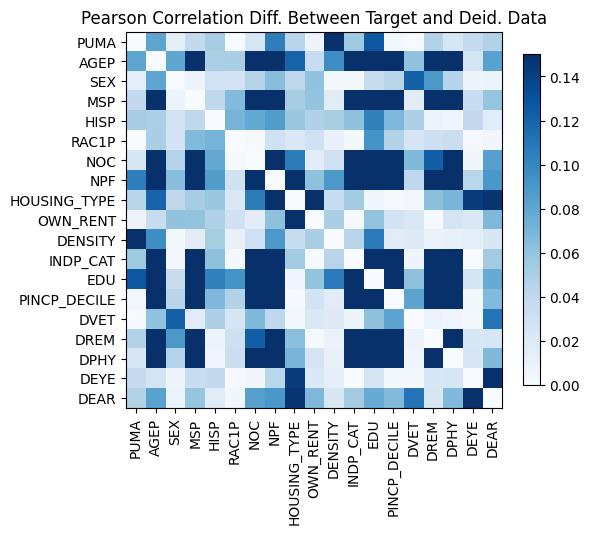 Pearson Correlation Diff. Between Target and Deid. Data
PUMA
AGEP
SEX
MSP
HISP
RAC1P
NOC
NPF
HOUSING_TYPE
OWN_RENT
DENSITY
INDP_CAT
EDU
PINCP_DECILE
DVET
DREM
DPHY
DEYE
DEAR
PUMA
AGEP
SEX
MSP
HISP
RAC1P
NOC
NPF
HOUSING_TYPE
OWN_RENT
DENSITY
INDP_CAT
EDU
PINCP_DECILE
DVET
DREM
DPHY
DEYE
DEAR
0.14
0.12
0.10
0.08
0.06
0.04
0.02
0.00